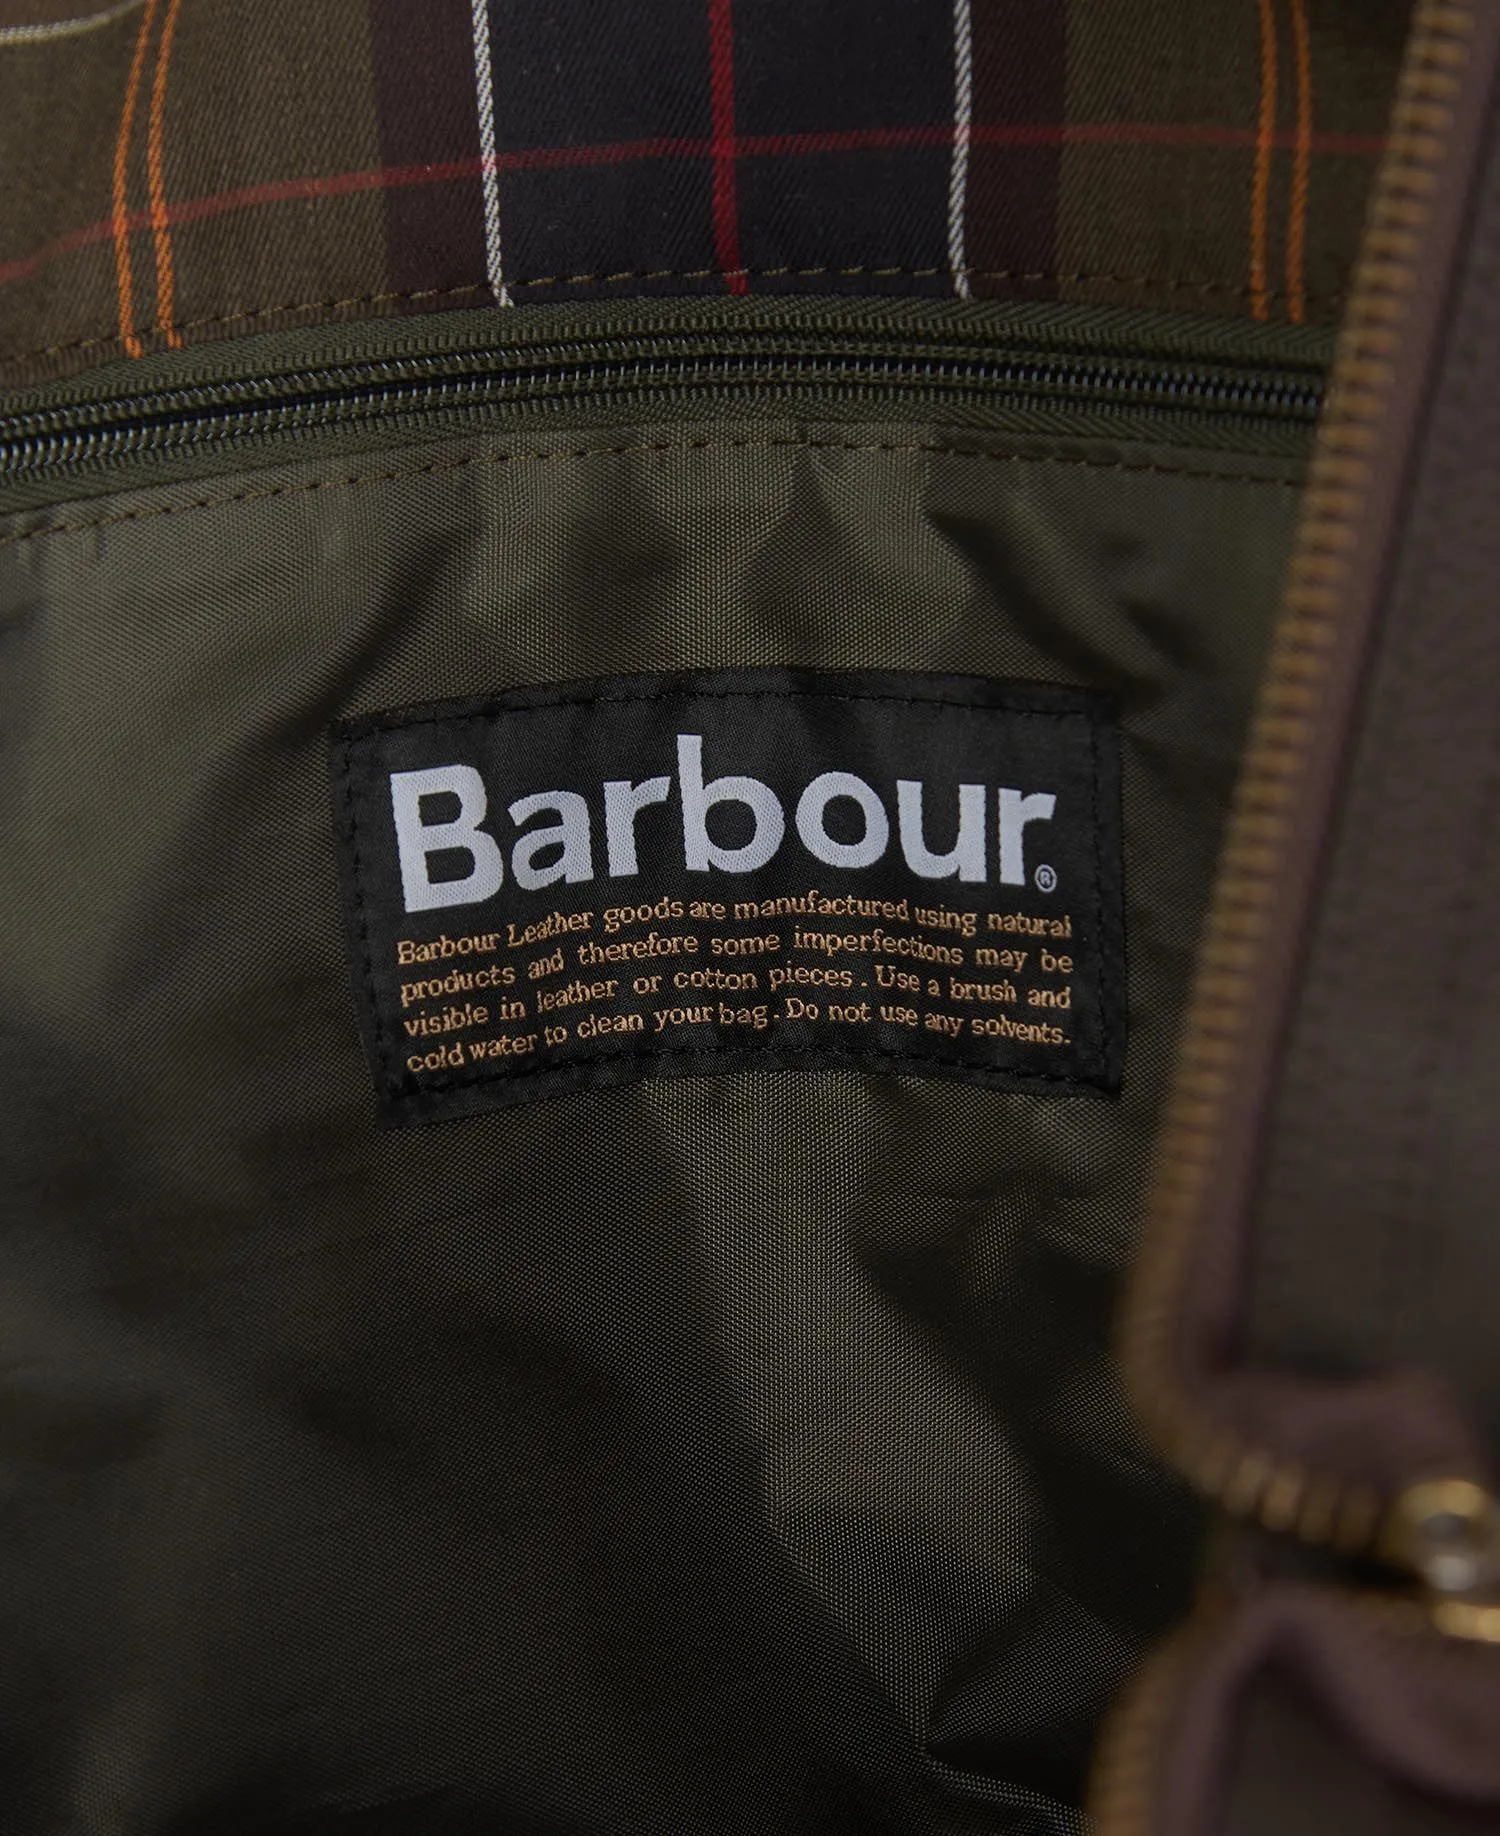 Barbour®
Barbour Leather goods are manufactured using natural
products and therefore some imperfections may be
visible in leather or cotton pieces. Use a brush and
cold water to clean your bag. Do not use any solvents.